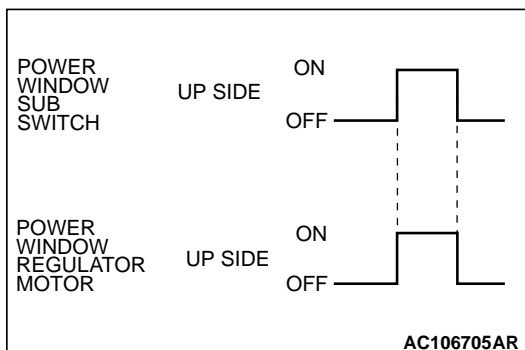 POWER
WINDOW
SUB
SWITCH
UP SIDE
ON
OFF
POWER
WINDOW
REGULATOR
MOTOR
UP SIDE
ON
OFF
AC106705AR